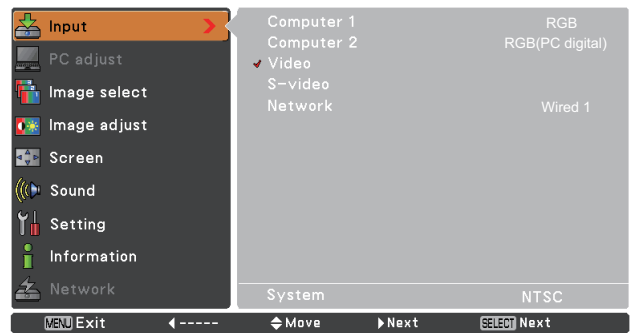 Input
PC adjust
Image select
Image adjust
Screen
Sound
Setting
Information
Network
Computer 1 RGB
Computer 2 RGB(PC digital)
Video
S-video
Network Wired 1
System NTSC
MENU Exit ----- Move Next SELECT Next